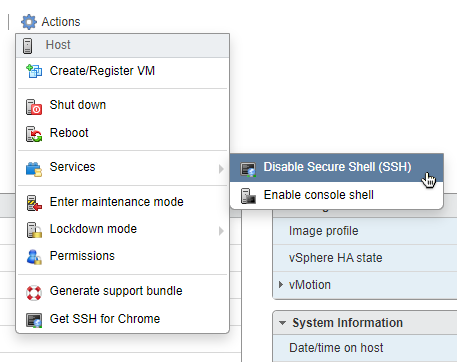 Actions
Host
Create/Register VM
Shut down
Reboot
Services
Disable Secure Shell (SSH)
Enable console shell
Enter maintenance mode
Lockdown mode
Permissions
Generate support bundle
Get SSH for Chrome
Image profile
vSphere HA state
vMotion
System Information
Date/time on host